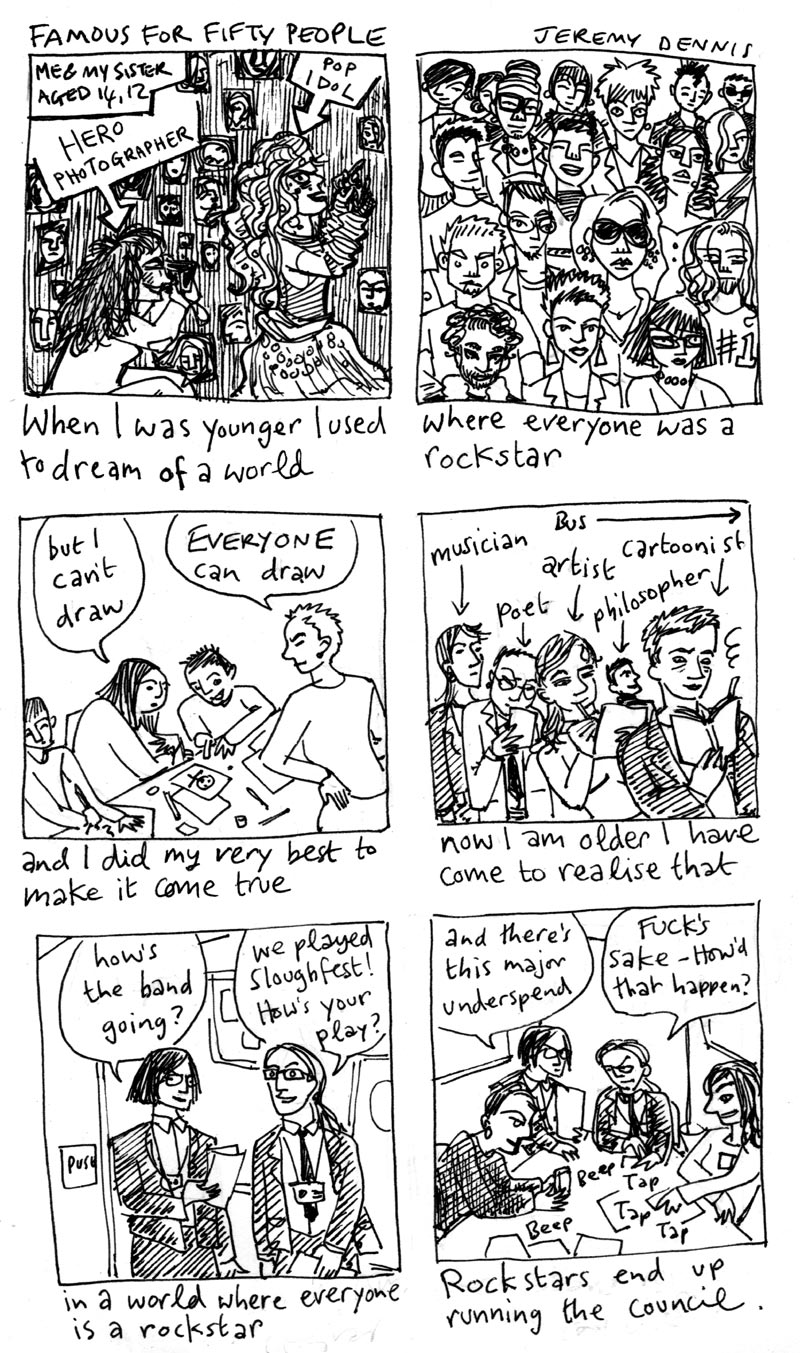 FAMOUS FOR FIFTY PEOPLE
JEREMY DENNIS
ME & MY SISTER
AGED 14, 12
POP
IDOL
HERO
PHOTOGRAPHER
When I was younger I used
to dream of a world
#1
where everyone was a
rockstar
but I
can't
draw
EVERYONE
can draw
and I did my very best to
make it come true
Bus
musician
poet
artist
philosopher
cartoonist
now I am older I have
come to realise that
how's
the band
going?
we played
Sloughfest!
How's your
play?
PUSH
in a world where everyone
is a rockstar
and there's
this major
underspend
FUCK'S
SAKE - How'd
that happen?
Beep
Beep
Tap
Tap
Tap
Rockstars end up
running the council.